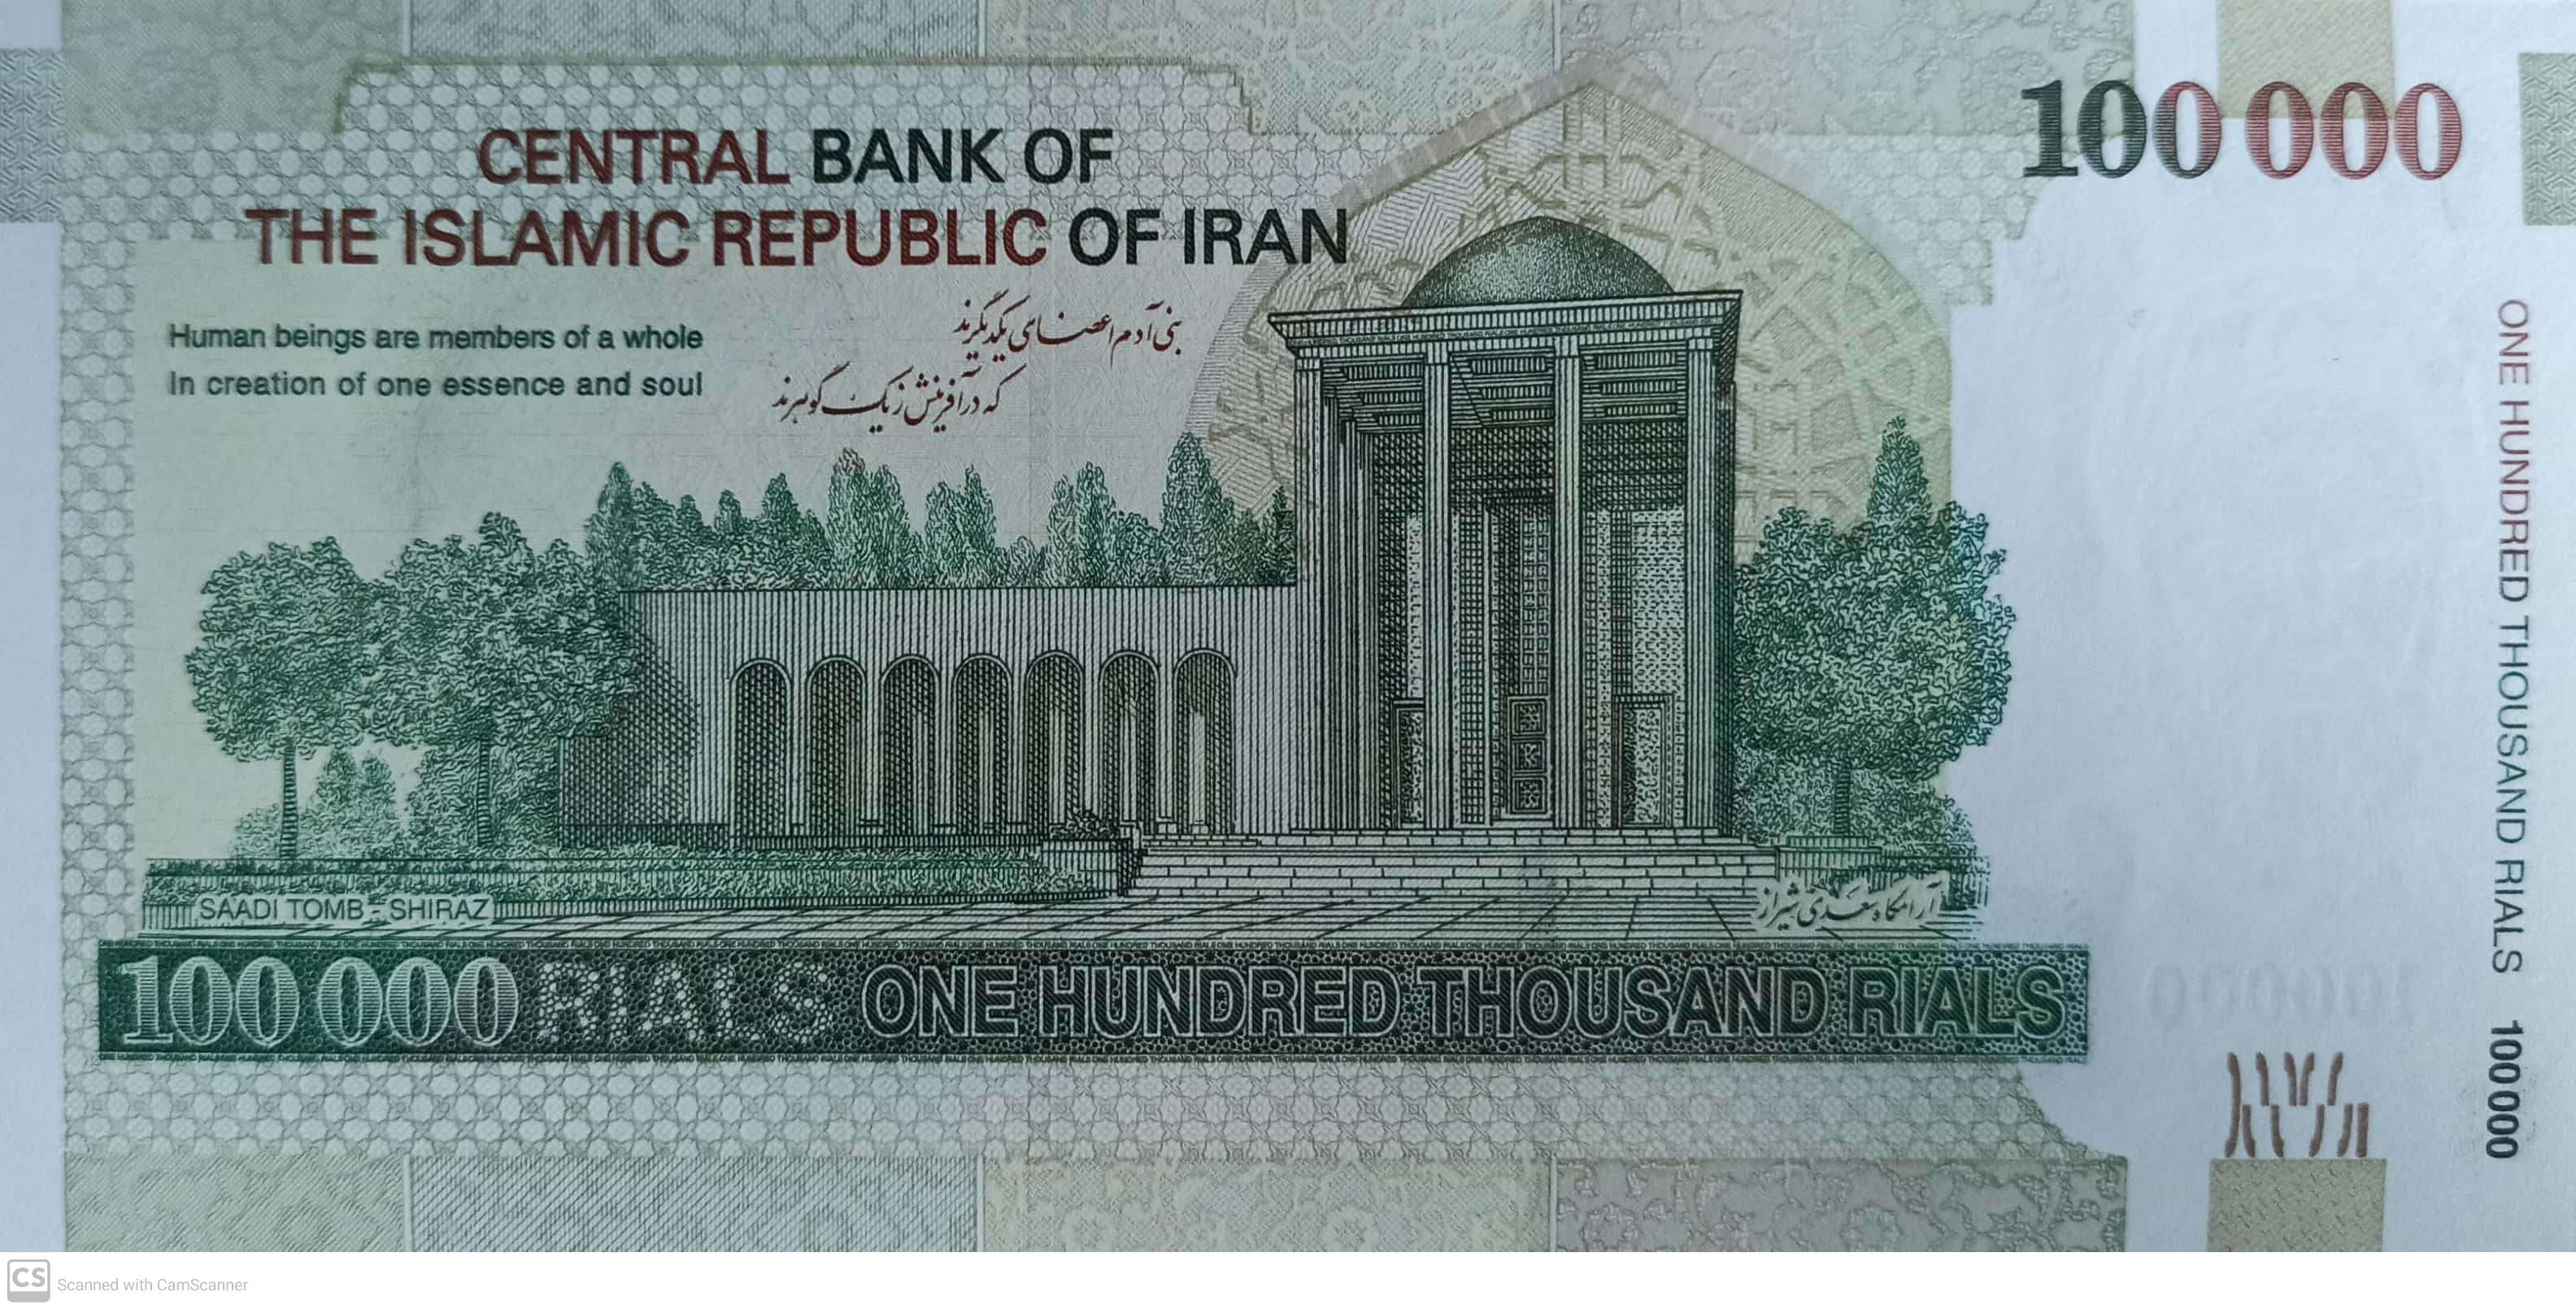 CENTRAL BANK OF
THE ISLAMIC REPUBLIC OF IRAN
100 000
Human beings are members of a whole
In creation of one essence and soul
بنی آدم اعضای یکدیگرند
که در آفرینش ز یک گوهرند
SAADI TOMB - SHIRAZ
آرامگاه سعدی شیراز
100 000 RIALS ONE HUNDRED THOUSAND RIALS
ONE HUNDRED THOUSAND RIALS 100 000
CS Scanned with CamScanner